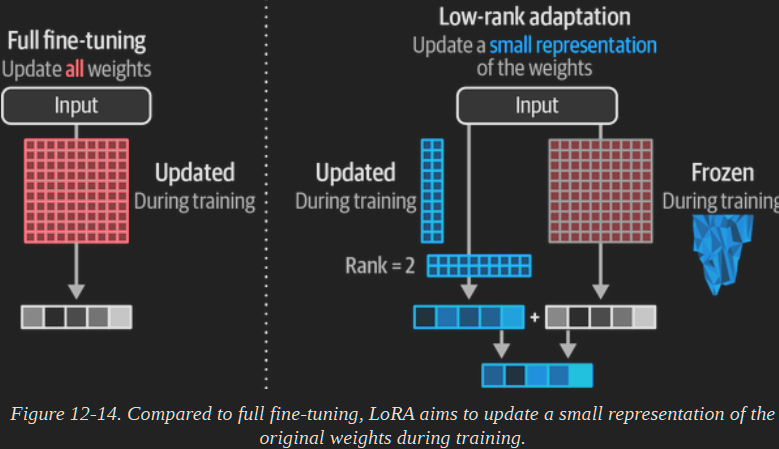 Full fine-tuning
Update all weights
Input
Updated
During training
Low-rank adaptation
Update a small representation
of the weights
Input
Updated
During training
Rank = 2
Frozen
During training
Figure 12-14. Compared to full fine-tuning, LoRA aims to update a small representation of the
original weights during training.